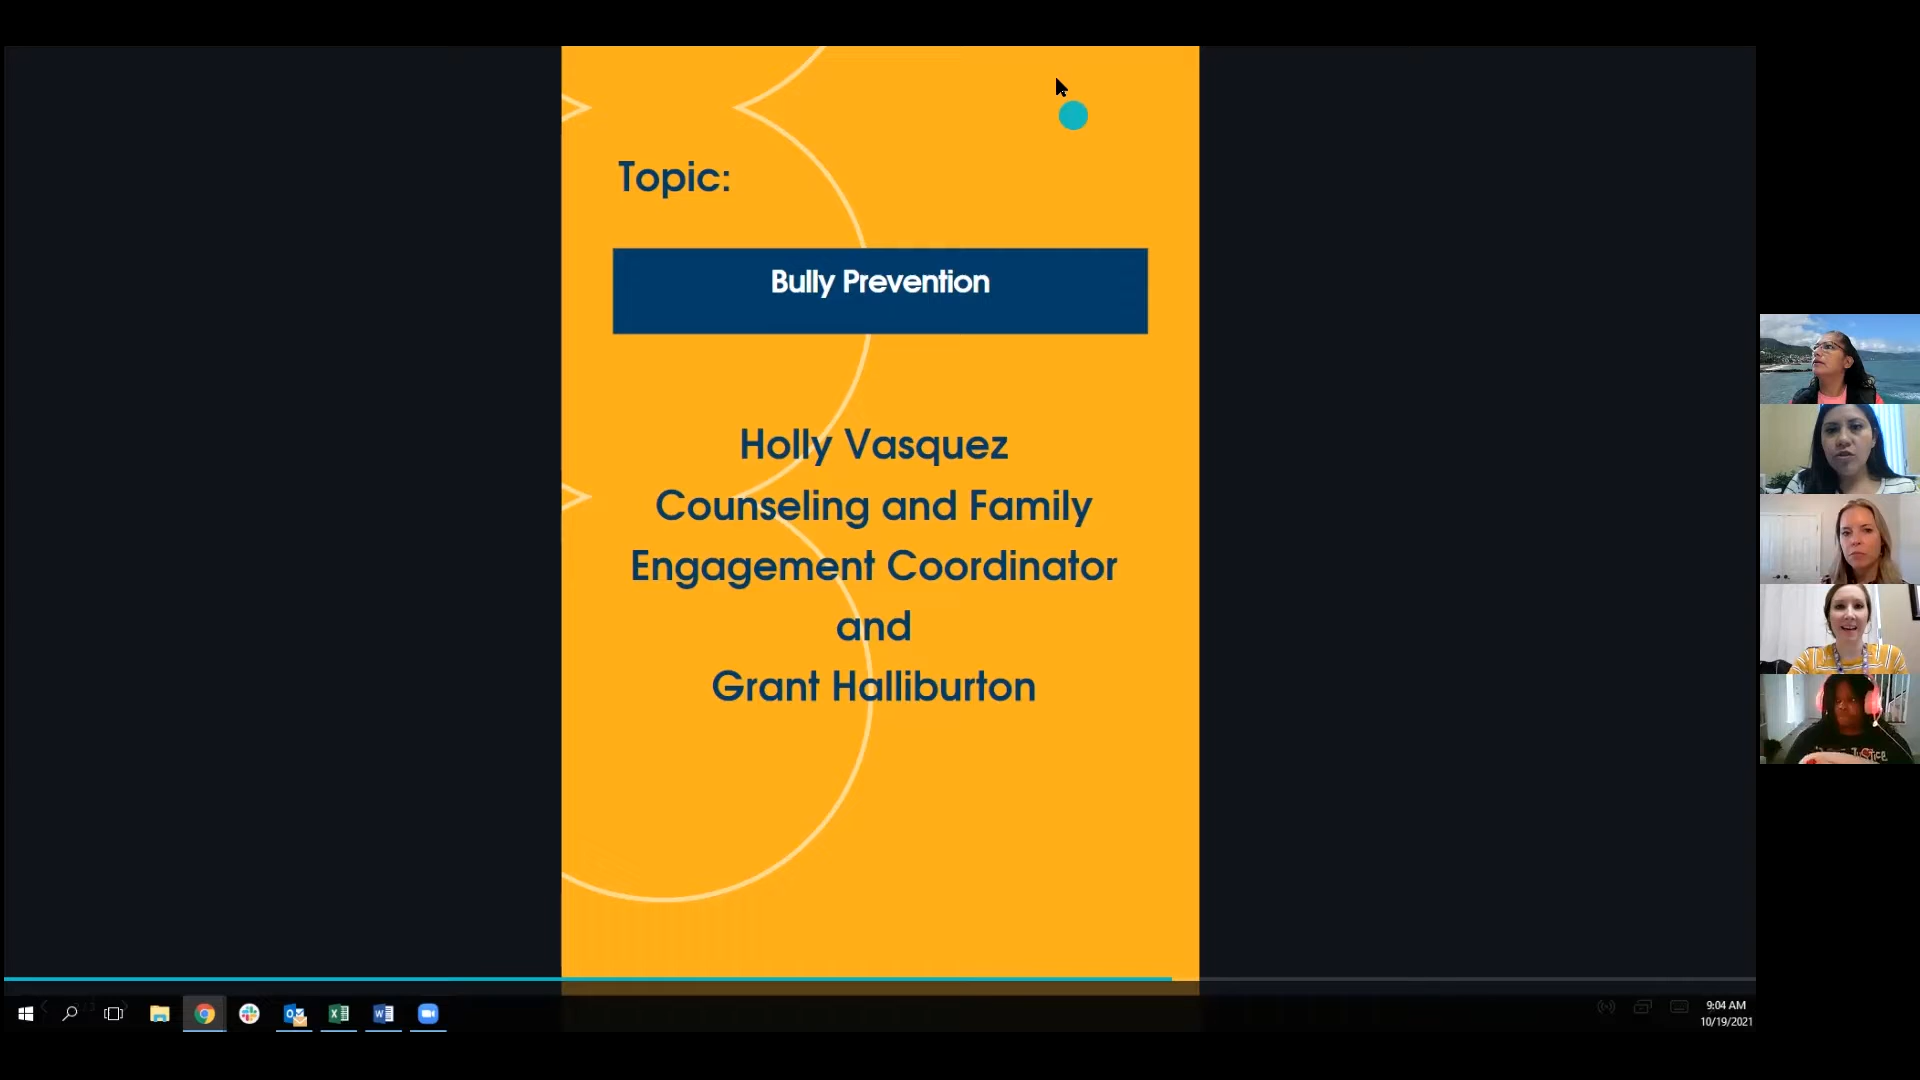 Topic:
Bully Prevention
Holly Vasquez
Counseling and Family
Engagement Coordinator
and
Grant Halliburton
9:04 AM
10/19/2021